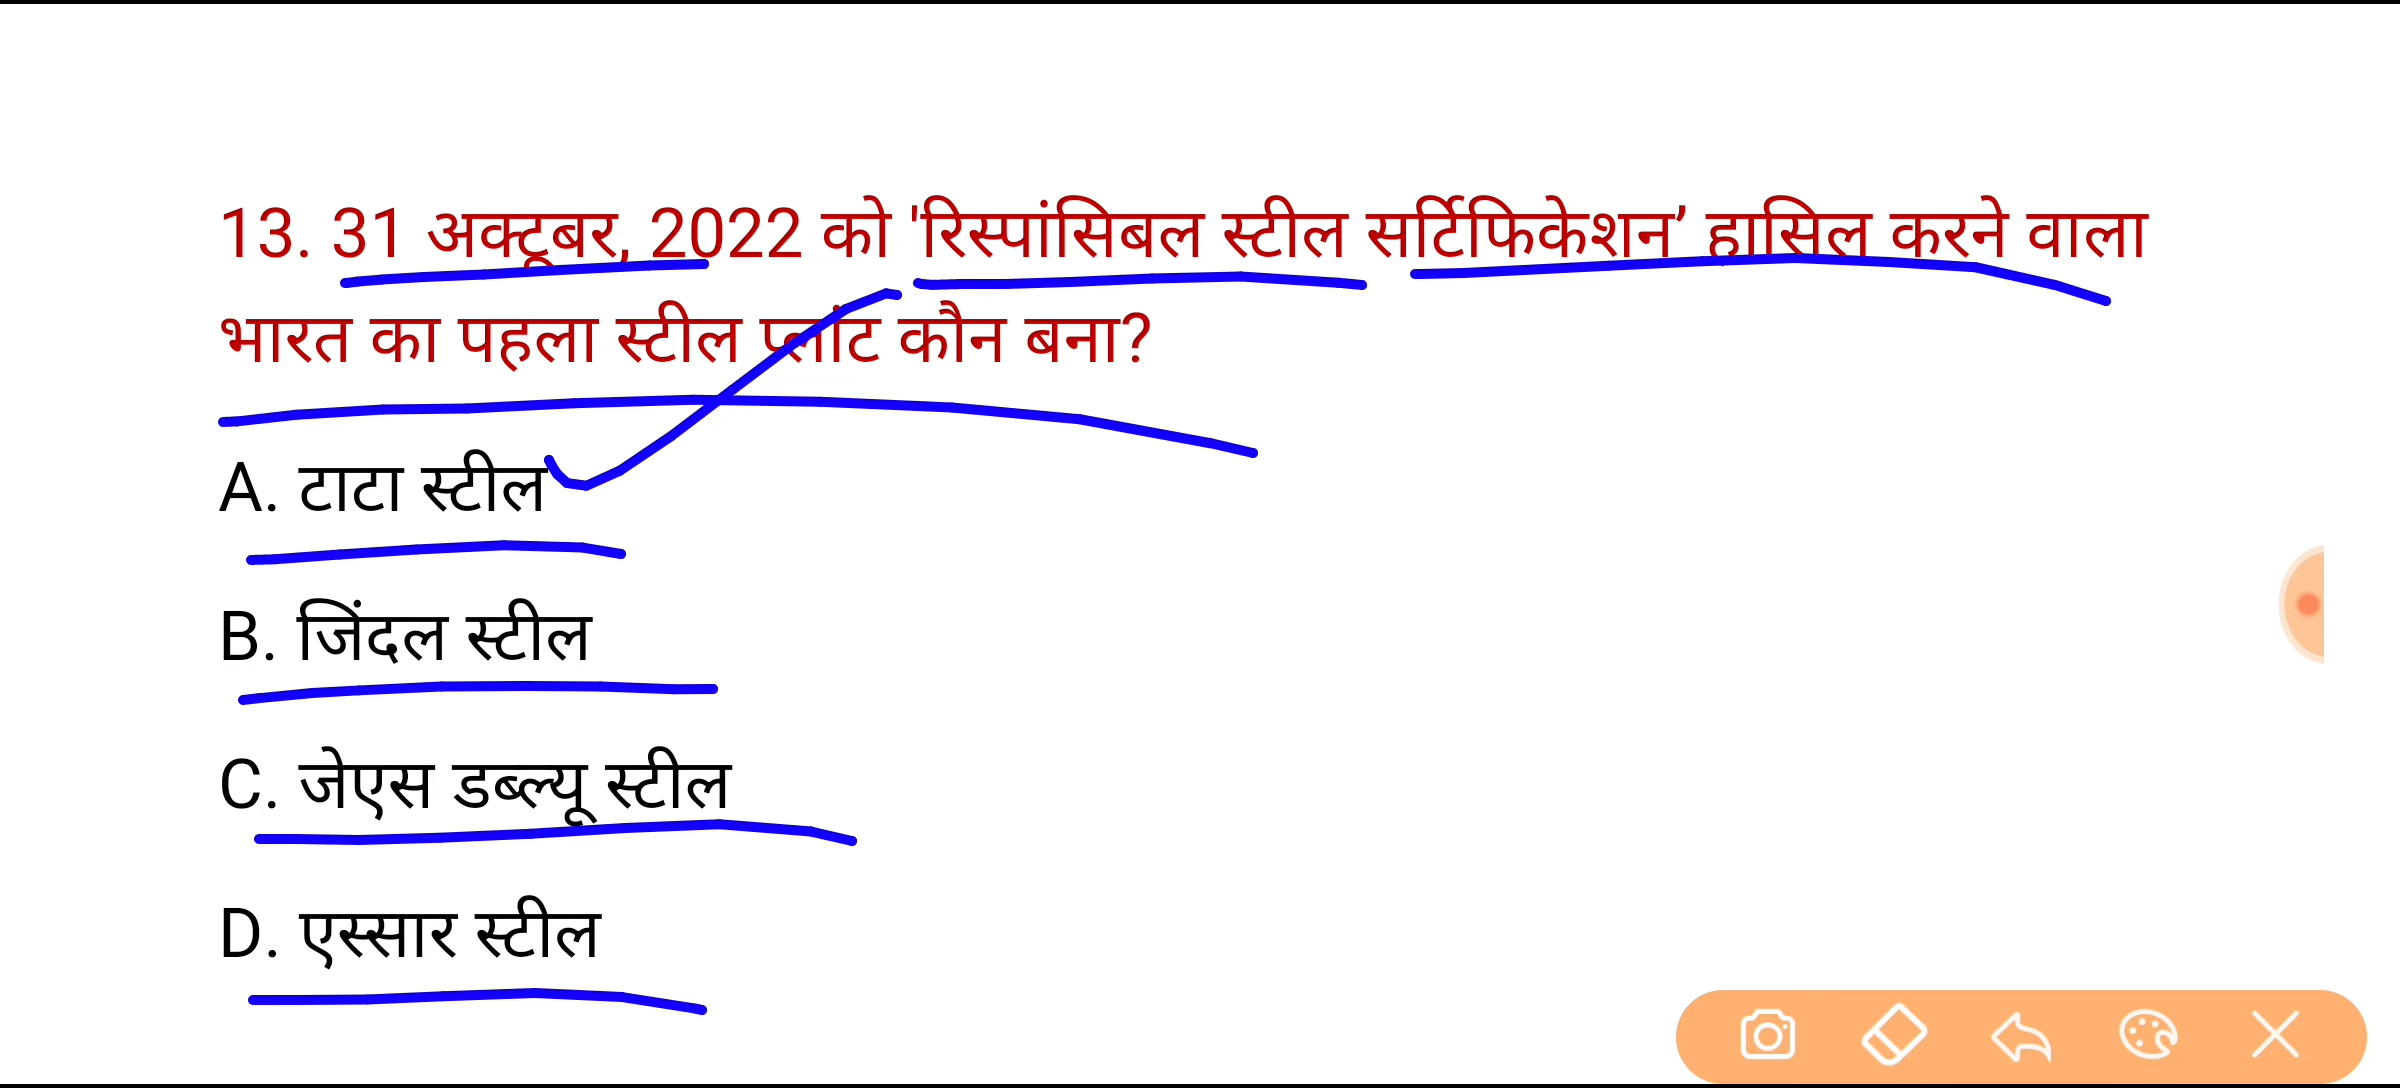 13. 31 अक्टूबर, 2022 को 'रिस्पांसिबल स्टील सर्टिफिकेशन’ हासिल करने वाला
भारत का पहला स्टील प्लांट कौन बना?
A. टाटा स्टील
B. जिंदल स्टील
C. जेएस डब्ल्यू स्टील
D. एस्सार स्टील